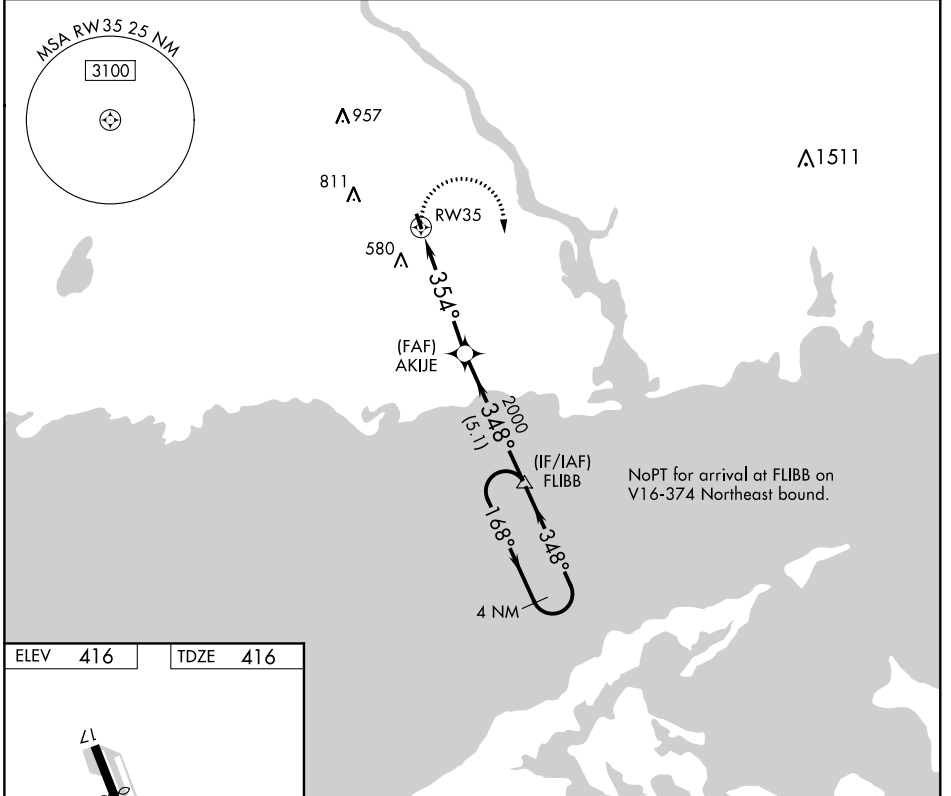 MSA RW35 25 NM
3100
957
1511
811
RW35
580
354°
(FAF)
AKIJE
2000
348°
(5.1)
(IF/IAF)
FLIBB
NoPT for arrival at FLIBB on
V16-374 Northeast bound.
168°
348°
4 NM
ELEV 416
TDZE 416
17